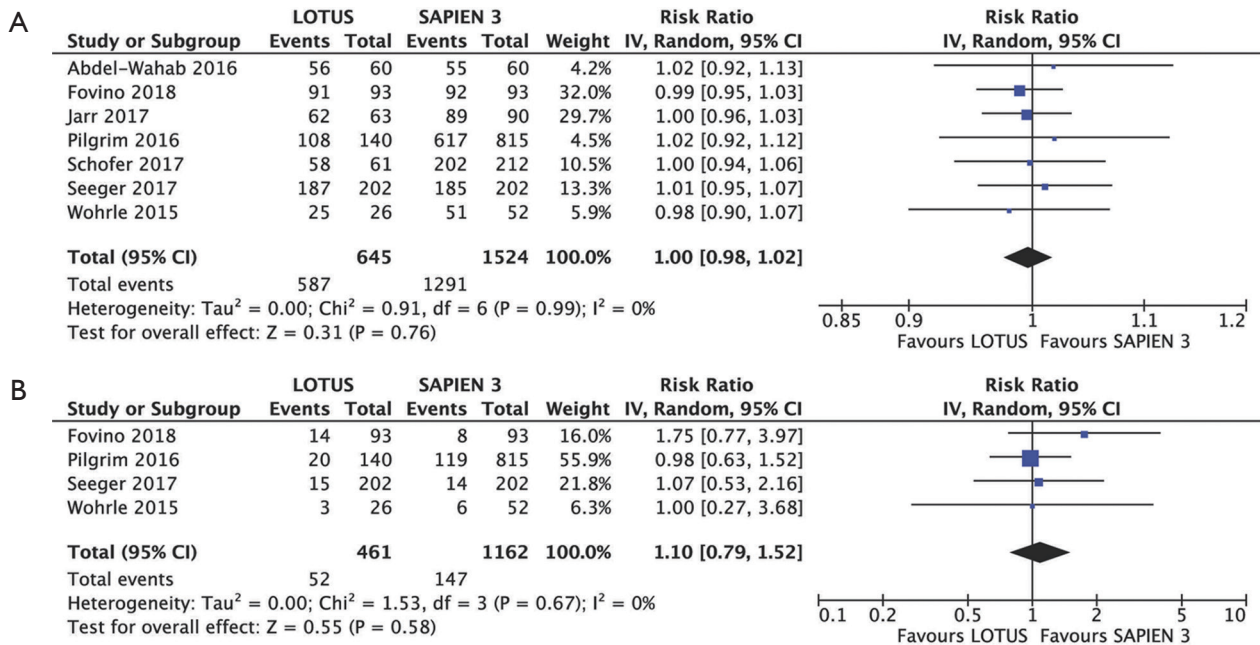 A
LOTUS SAPIEN 3 Risk Ratio Risk Ratio
Study or Subgroup Events Total Events Total Weight IV, Random, 95% CI IV, Random, 95% CI
Abdel-Wahab 2016 56 60 55 60 4.2% 1.02 [0.92, 1.13]
Fovino 2018 91 93 92 93 32.0% 0.99 [0.95, 1.03]
Jarr 2017 62 63 89 90 29.7% 1.00 [0.96, 1.03]
Pilgrim 2016 108 140 617 815 4.5% 1.02 [0.92, 1.12]
Schofer 2017 58 61 202 212 10.5% 1.00 [0.94, 1.06]
Seeger 2017 187 202 185 202 13.3% 1.01 [0.95, 1.07]
Wohrle 2015 25 26 51 52 5.9% 0.98 [0.90, 1.07]
Total (95% CI) 645 1524 100.0% 1.00 [0.98, 1.02]
Total events 587 1291
Heterogeneity: Tau² = 0.00; Chi² = 0.91, df = 6 (P = 0.99); I² = 0%
Test for overall effect: Z = 0.31 (P = 0.76)
0.85 0.9 1 1.1 1.2
Favours LOTUS Favours SAPIEN 3
B
LOTUS SAPIEN 3 Risk Ratio Risk Ratio
Study or Subgroup Events Total Events Total Weight IV, Random, 95% CI IV, Random, 95% CI
Fovino 2018 14 93 8 93 16.0% 1.75 [0.77, 3.97]
Pilgrim 2016 20 140 119 815 55.9% 0.98 [0.63, 1.52]
Seeger 2017 15 202 14 202 21.8% 1.07 [0.53, 2.16]
Wohrle 2015 3 26 6 52 6.3% 1.00 [0.27, 3.68]
Total (95% CI) 461 1162 100.0% 1.10 [0.79, 1.52]
Total events 52 147
Heterogeneity: Tau² = 0.00; Chi² = 1.53, df = 3 (P = 0.67); I² = 0%
Test for overall effect: Z = 0.55 (P = 0.58)
0.1 0.2 0.5 1 2 5 10
Favours LOTUS Favours SAPIEN 3